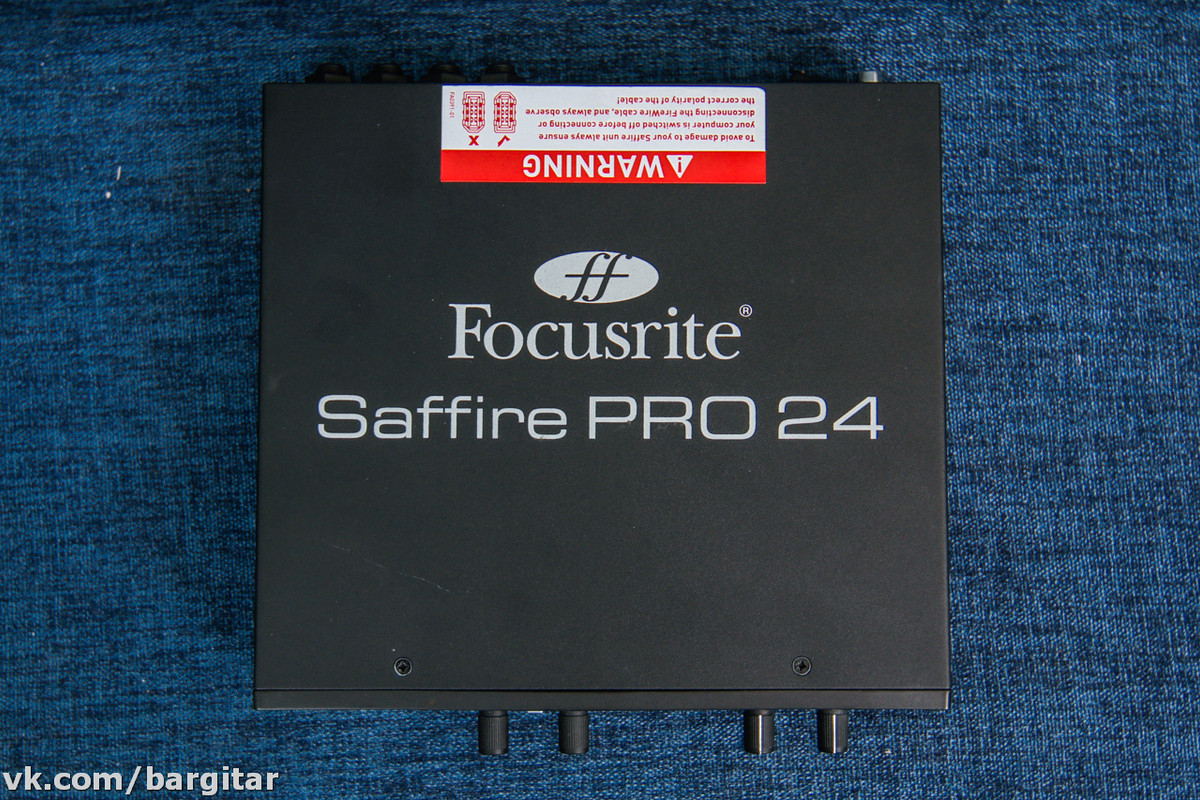 WARNING
To avoid damage to your Saffire unit always ensure
your computer is switched off before connecting or
disconnecting the FireWire cable, and always observe
the correct polarity of the cable!
ff
Focusrite®
Saffire PRO 24
vk.com/bargitar